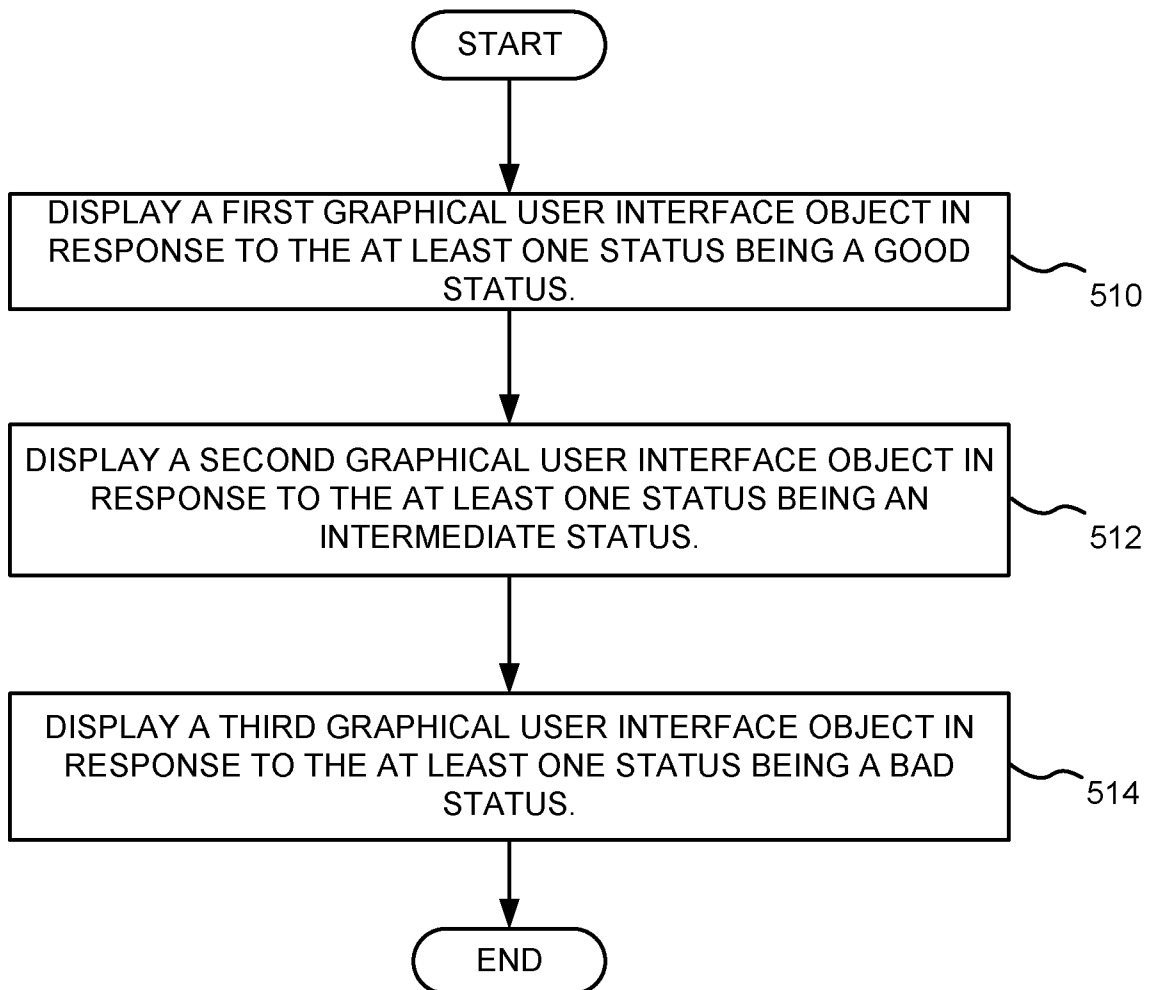 START
DISPLAY A FIRST GRAPHICAL USER INTERFACE OBJECT IN
RESPONSE TO THE AT LEAST ONE STATUS BEING A GOOD
STATUS.
510
DISPLAY A SECOND GRAPHICAL USER INTERFACE OBJECT IN
RESPONSE TO THE AT LEAST ONE STATUS BEING AN
INTERMEDIATE STATUS.
512
DISPLAY A THIRD GRAPHICAL USER INTERFACE OBJECT IN
RESPONSE TO THE AT LEAST ONE STATUS BEING A BAD
STATUS.
514
END